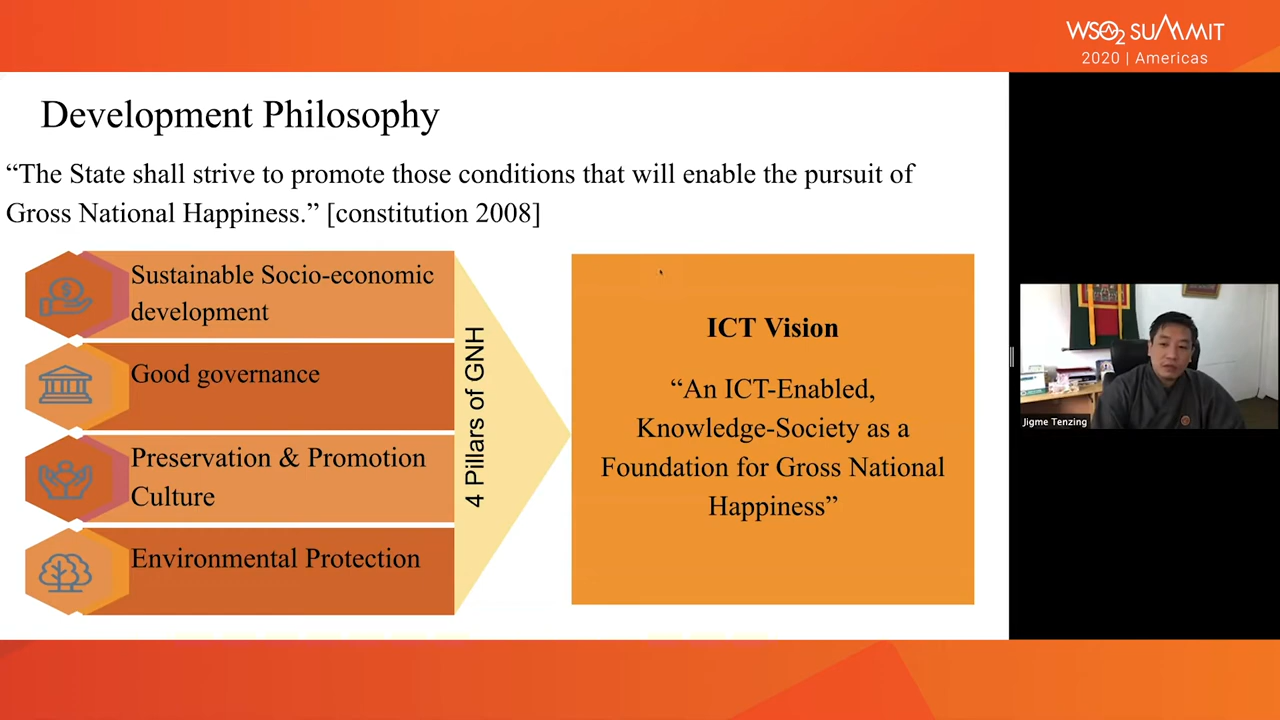 WSO2 SUMMIT
2020 | Americas
Development Philosophy
“The State shall strive to promote those conditions that will enable the pursuit of
Gross National Happiness.” [constitution 2008]
Sustainable Socio-economic
development
Good governance
Preservation & Promotion
Culture
Environmental Protection
4 Pillars of GNH
ICT Vision
“An ICT-Enabled,
Knowledge-Society as a
Foundation for Gross National
Happiness”
Jigme Tenzing